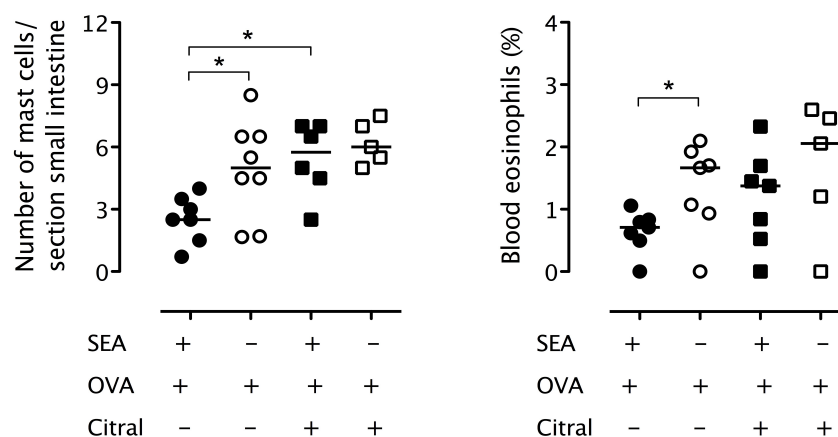 Number of mast cells/
section small intestine
12
9
6
3
0
*
*
Blood eosinophils (%)
4
3
2
1
0
*
SEA + – + –
OVA + + + +
Citral – – + +
SEA + – + –
OVA + + + +
Citral – – + +